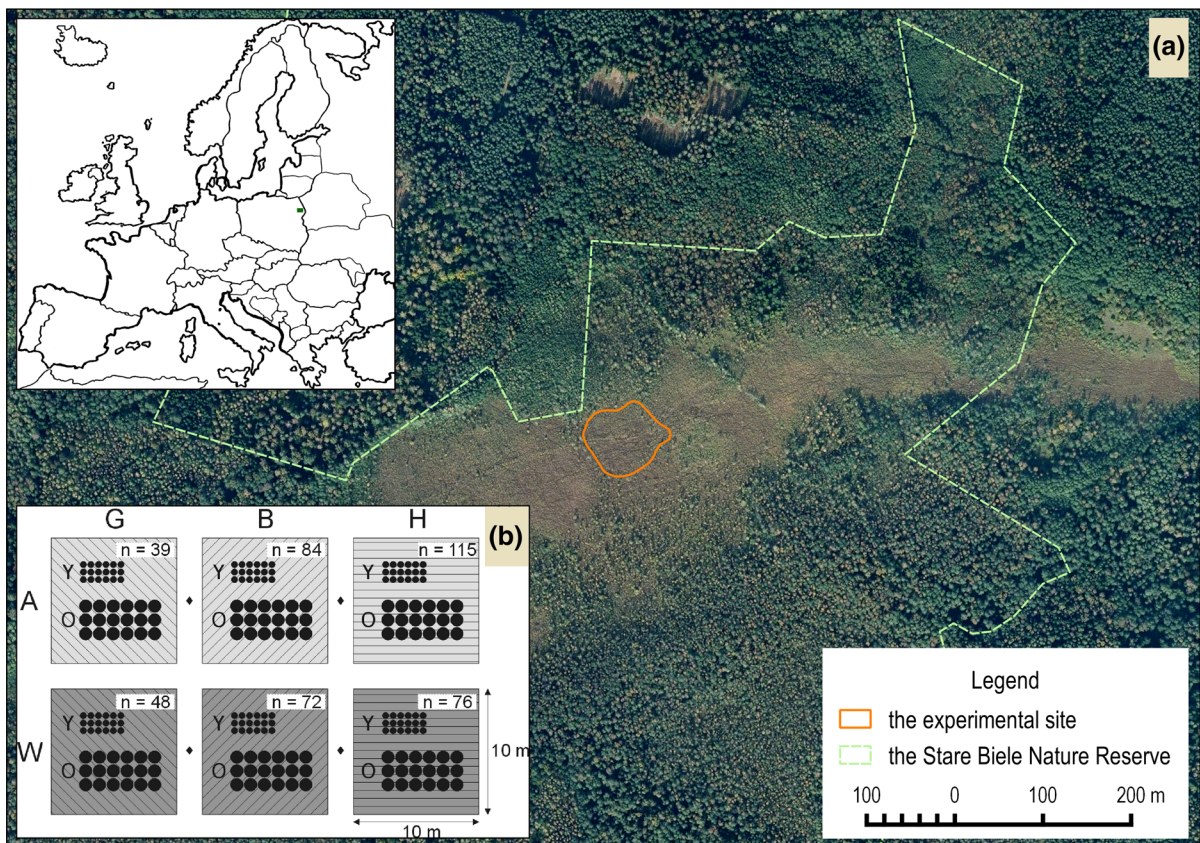 (a)
(b)
G B H
A
n = 39
Y
O
n = 84
Y
O
n = 115
Y
O
W
n = 48
Y
O
n = 72
Y
O
n = 76
Y
O
10 m
10 m
Legend
the experimental site
the Stare Biele Nature Reserve
100 0 100 200 m